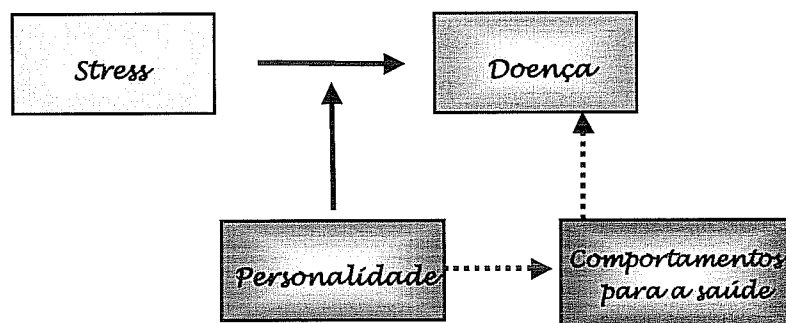 Stress
Doença
Personalidade
Comportamentos
para a saúde